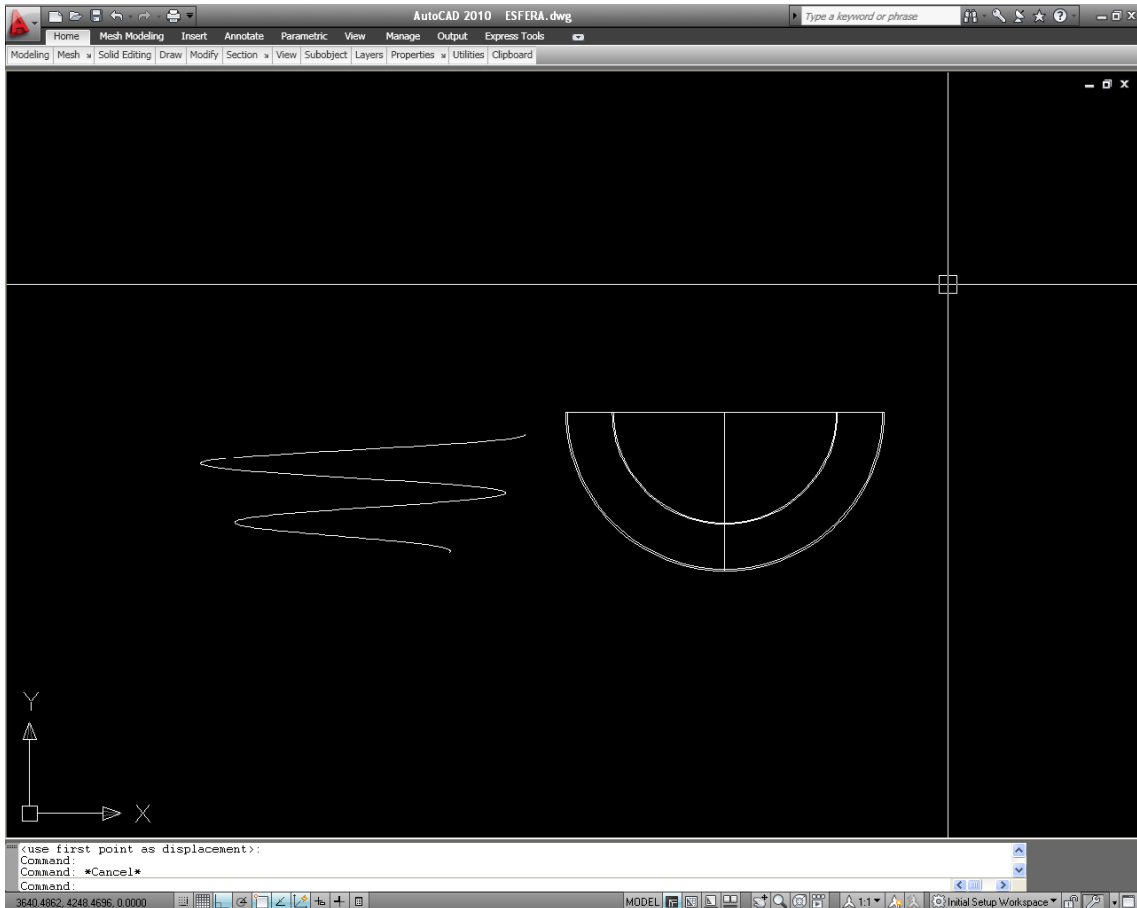 AutoCAD 2010 ESFERA.dwg
Type a keyword or phrase
Home Mesh Modeling Insert Annotate Parametric View Manage Output Express Tools
Modeling Mesh Solid Editing Draw Modify Section View Subobject Layers Properties Utilities Clipboard
Y
X
<use first point as displacement>:
Command:
Command: *Cancel*
Command:
3640.4862, 4248.4696, 0.0000 MODEL 1:1 Initial Setup Workspace